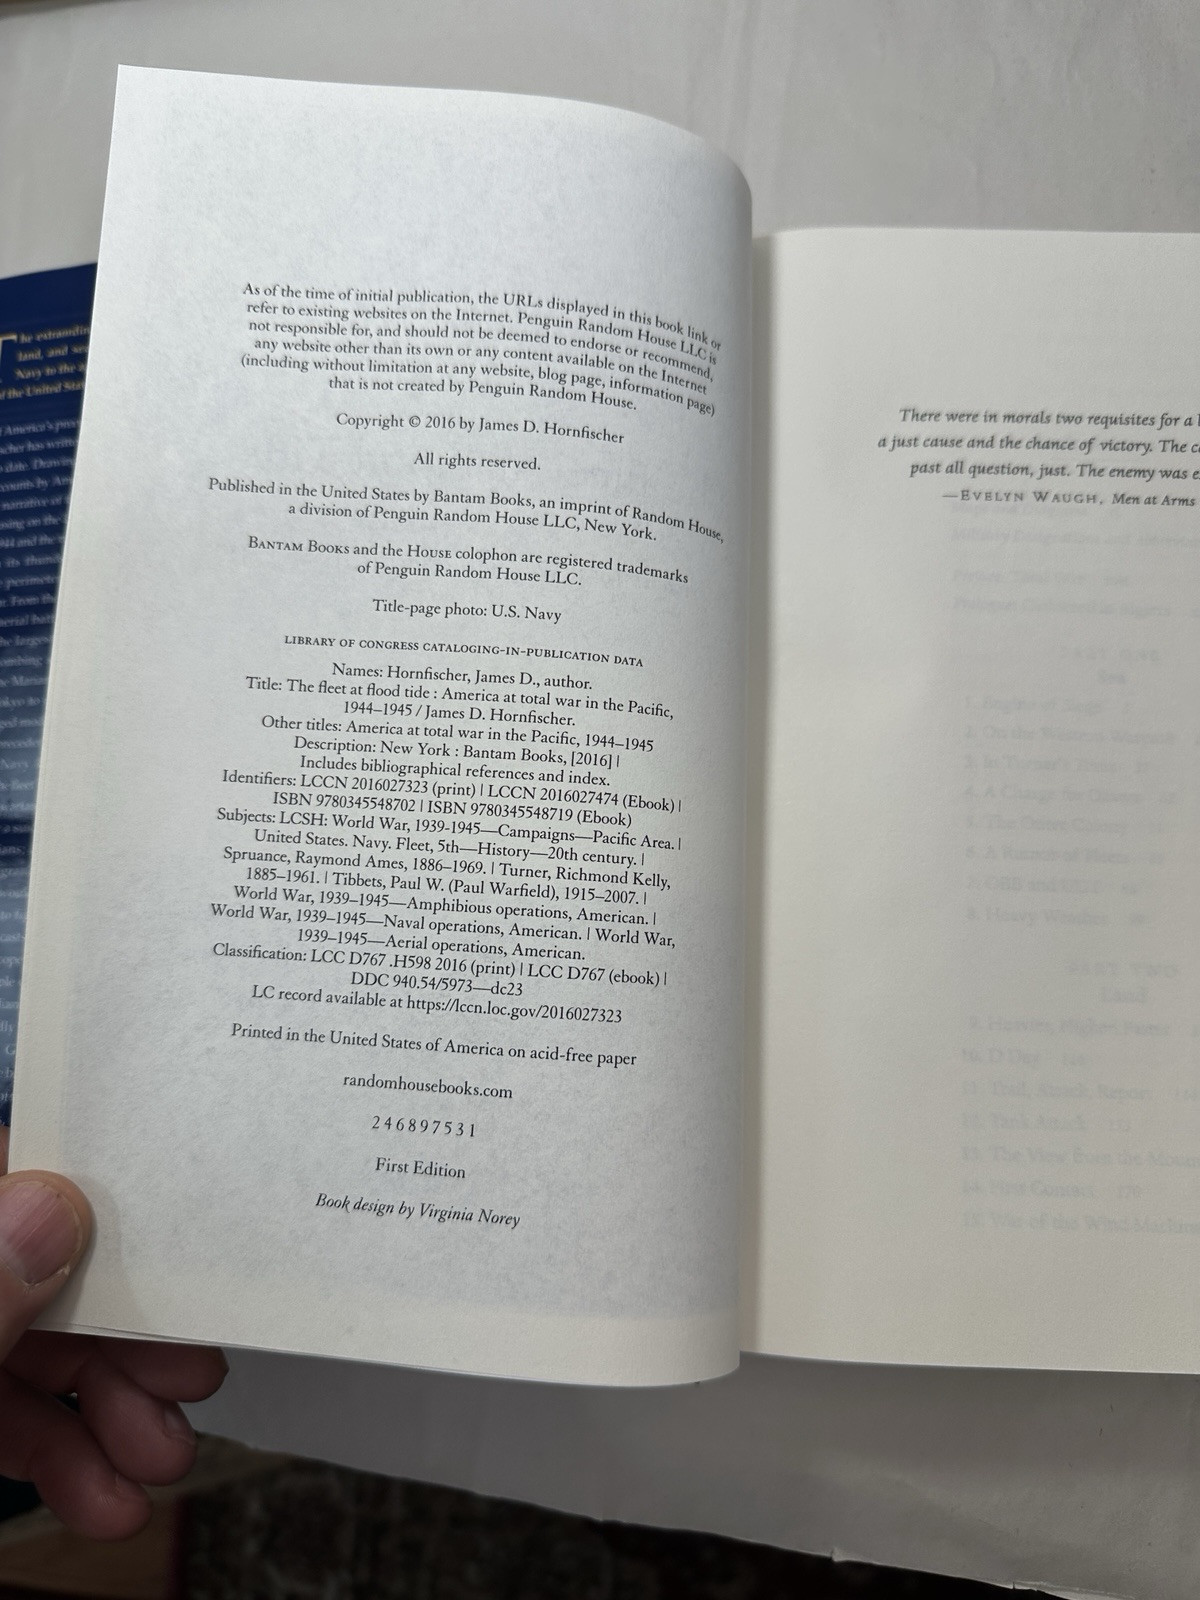 As of the time of initial publication, the URLs displayed in this book link or
refer to existing websites on the Internet. Penguin Random House LLC is
not responsible for, and should not be deemed to endorse or recommend,
any website other than its own or any content available on the Internet
(including without limitation at any website, blog page, information page)
that is not created by Penguin Random House.
Copyright © 2016 by James D. Hornfischer
All rights reserved.
Published in the United States by Bantam Books, an imprint of Random House,
a division of Penguin Random House LLC, New York.
BANTAM BOOKS and the HOUSE colophon are registered trademarks
of Penguin Random House LLC.
Title-page photo: U.S. Navy
LIBRARY OF CONGRESS CATALOGING-IN-PUBLICATION DATA
Names: Hornfischer, James D., author.
Title: The fleet at flood tide : America at total war in the Pacific,
1944–1945 / James D. Hornfischer.
Other titles: America at total war in the Pacific, 1944–1945
Description: New York : Bantam Books, [2016] |
Includes bibliographical references and index.
Identifiers: LCCN 2016027323 (print) | LCCN 2016027474 (Ebook) |
ISBN 9780345548702 | ISBN 9780345548719 (Ebook)
Subjects: LCSH: World War, 1939-1945—Campaigns—Pacific Area. |
United States. Navy. Fleet, 5th—History—20th century. |
Spruance, Raymond Ames, 1886–1969. | Turner, Richmond Kelly,
1885–1961. | Tibbets, Paul W. (Paul Warfield), 1915–2007. |
World War, 1939–1945—Amphibious operations, American. |
World War, 1939–1945—Naval operations, American. | World War,
1939–1945—Aerial operations, American.
Classification: LCC D767 .H598 2016 (print) | LCC D767 (ebook) |
DDC 940.54/5973—dc23
LC record available at https://lccn.loc.gov/2016027323
Printed in the United States of America on acid-free paper
randomhousebooks.com
2 4 6 8 9 7 5 3 1
First Edition
Book design by Virginia Norey
There were in morals two requisites for a
a just cause and the chance of victory. The
past all question, just. The enemy was
—EVELYN WAUGH, Men at Arms